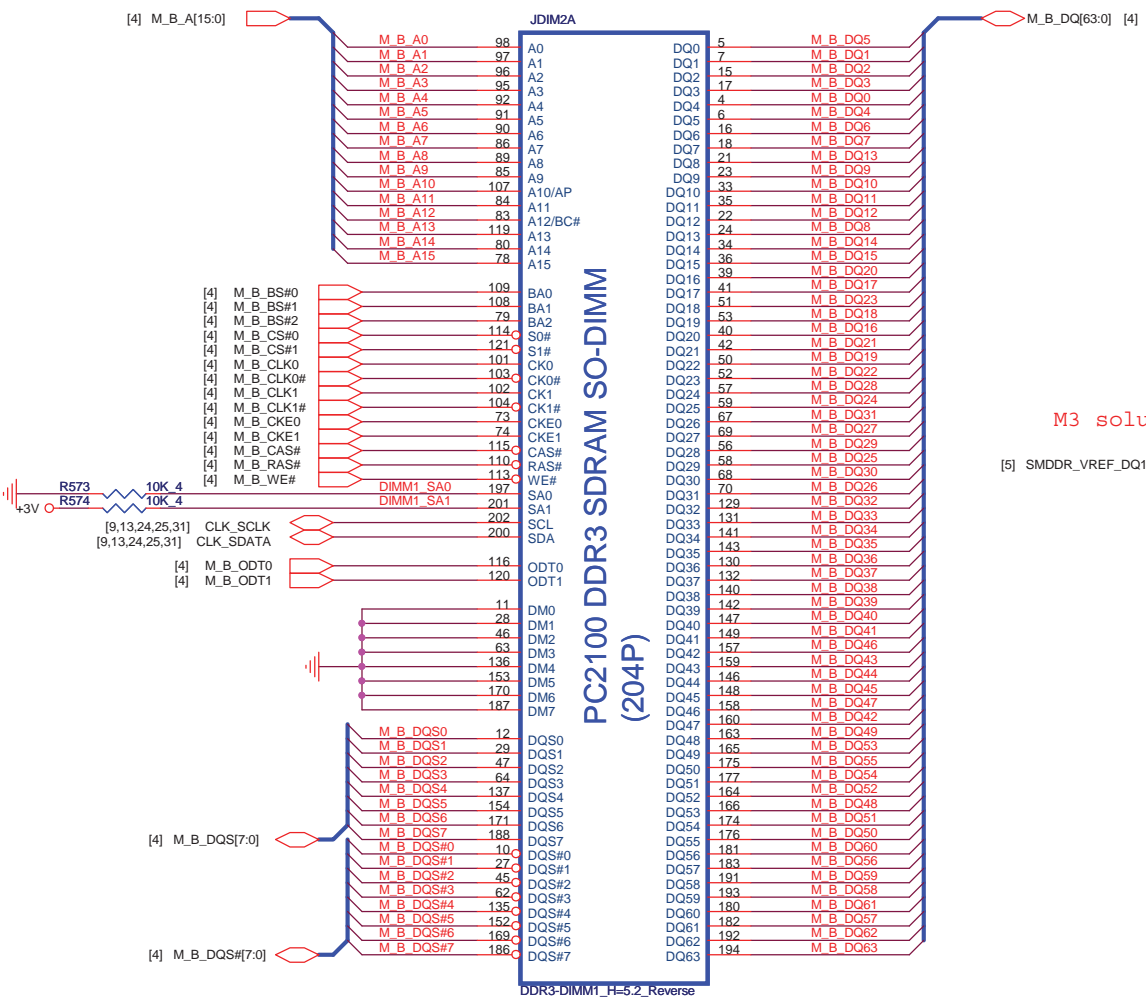 [4] M_B_A[15:0]
JDIM2A
M_B_DQ[63:0] [4]
M_B_A0 98 A0 DQ0 5 M_B_DQ5
M_B_A1 97 A1 DQ1 7 M_B_DQ1
M_B_A2 96 A2 DQ2 15 M_B_DQ2
M_B_A3 95 A3 DQ3 17 M_B_DQ3
M_B_A4 92 A4 DQ4 4 M_B_DQ0
M_B_A5 91 A5 DQ5 6 M_B_DQ4
M_B_A6 90 A6 DQ6 16 M_B_DQ6
M_B_A7 86 A7 DQ7 18 M_B_DQ7
M_B_A8 89 A8 DQ8 21 M_B_DQ13
M_B_A9 85 A9 DQ9 23 M_B_DQ9
M_B_A10 107 A10/AP DQ10 33 M_B_DQ10
M_B_A11 84 A11 DQ11 35 M_B_DQ11
M_B_A12 83 A12/BC# DQ12 22 M_B_DQ12
M_B_A13 119 A13 DQ13 24 M_B_DQ8
M_B_A14 80 A14 DQ14 34 M_B_DQ14
M_B_A15 78 A15 DQ15 36 M_B_DQ15
DQ16 39 M_B_DQ20
[4] M_B_BS#0 109 BA0 DQ17 41 M_B_DQ17
[4] M_B_BS#1 108 BA1 DQ18 51 M_B_DQ23
[4] M_B_BS#2 79 BA2 DQ19 53 M_B_DQ18
[4] M_B_CS#0 114 S0# DQ20 40 M_B_DQ16
[4] M_B_CS#1 121 S1# DQ21 42 M_B_DQ21
[4] M_B_CLK0 101 CK0 DQ22 50 M_B_DQ19
[4] M_B_CLK0# 103 CK0# DQ23 52 M_B_DQ22
[4] M_B_CLK1 102 CK1 DQ24 57 M_B_DQ28
[4] M_B_CLK1# 104 CK1# DQ25 59 M_B_DQ24
[4] M_B_CKE0 73 CKE0 DQ26 67 M_B_DQ31
[4] M_B_CKE1 74 CKE1 DQ27 69 M_B_DQ27
[4] M_B_CAS# 115 CAS# DQ28 56 M_B_DQ29
[4] M_B_RAS# 110 RAS# DQ29 58 M_B_DQ25
[4] M_B_WE# 113 WE# DQ30 68 M_B_DQ30
R573 10K_4 DIMM1_SA0 197 SA0 DQ31 70 M_B_DQ26
+3V R574 10K_4 DIMM1_SA1 201 SA1 DQ32 129 M_B_DQ32
[9,13,24,25,31] CLK_SCLK 202 SCL DQ33 131 M_B_DQ33
[9,13,24,25,31] CLK_SDATA 200 SDA DQ34 141 M_B_DQ34
DQ35 143 M_B_DQ35
[4] M_B_ODT0 116 ODT0 DQ36 130 M_B_DQ36
[4] M_B_ODT1 120 ODT1 DQ37 132 M_B_DQ37
DQ38 140 M_B_DQ38
11 DM0 DQ39 142 M_B_DQ39
28 DM1 DQ40 147 M_B_DQ40
46 DM2 DQ41 149 M_B_DQ41
63 DM3 DQ42 157 M_B_DQ46
136 DM4 DQ43 159 M_B_DQ43
153 DM5 DQ44 146 M_B_DQ44
170 DM6 DQ45 148 M_B_DQ45
187 DM7 DQ46 158 M_B_DQ47
DQ47 160 M_B_DQ42
M_B_DQS0 12 DQS0 DQ48 163 M_B_DQ49
M_B_DQS1 29 DQS1 DQ49 165 M_B_DQ53
M_B_DQS2 47 DQS2 DQ50 175 M_B_DQ55
M_B_DQS3 64 DQS3 DQ51 177 M_B_DQ54
M_B_DQS4 137 DQS4 DQ52 164 M_B_DQ52
M_B_DQS5 154 DQS5 DQ53 166 M_B_DQ48
M_B_DQS6 171 DQS6 DQ54 174 M_B_DQ51
M_B_DQS7 188 DQS7 DQ55 176 M_B_DQ50
[4] M_B_DQS[7:0]
M_B_DQS#0 10 DQS#0 DQ56 181 M_B_DQ60
M_B_DQS#1 27 DQS#1 DQ57 183 M_B_DQ56
M_B_DQS#2 45 DQS#2 DQ58 191 M_B_DQ59
M_B_DQS#3 62 DQS#3 DQ59 193 M_B_DQ58
M_B_DQS#4 135 DQS#4 DQ60 180 M_B_DQ61
M_B_DQS#5 152 DQS#5 DQ61 182 M_B_DQ57
M_B_DQS#6 169 DQS#6 DQ62 192 M_B_DQ62
M_B_DQS#7 186 DQS#7 DQ63 194 M_B_DQ63
[4] M_B_DQS#[7:0]
PC2100 DDR3 SDRAM SO-DIMM
(204P)
DDR3-DIMM1_H=5.2_Reverse
M3 solu
[5] SMDDR_VREF_DQ1